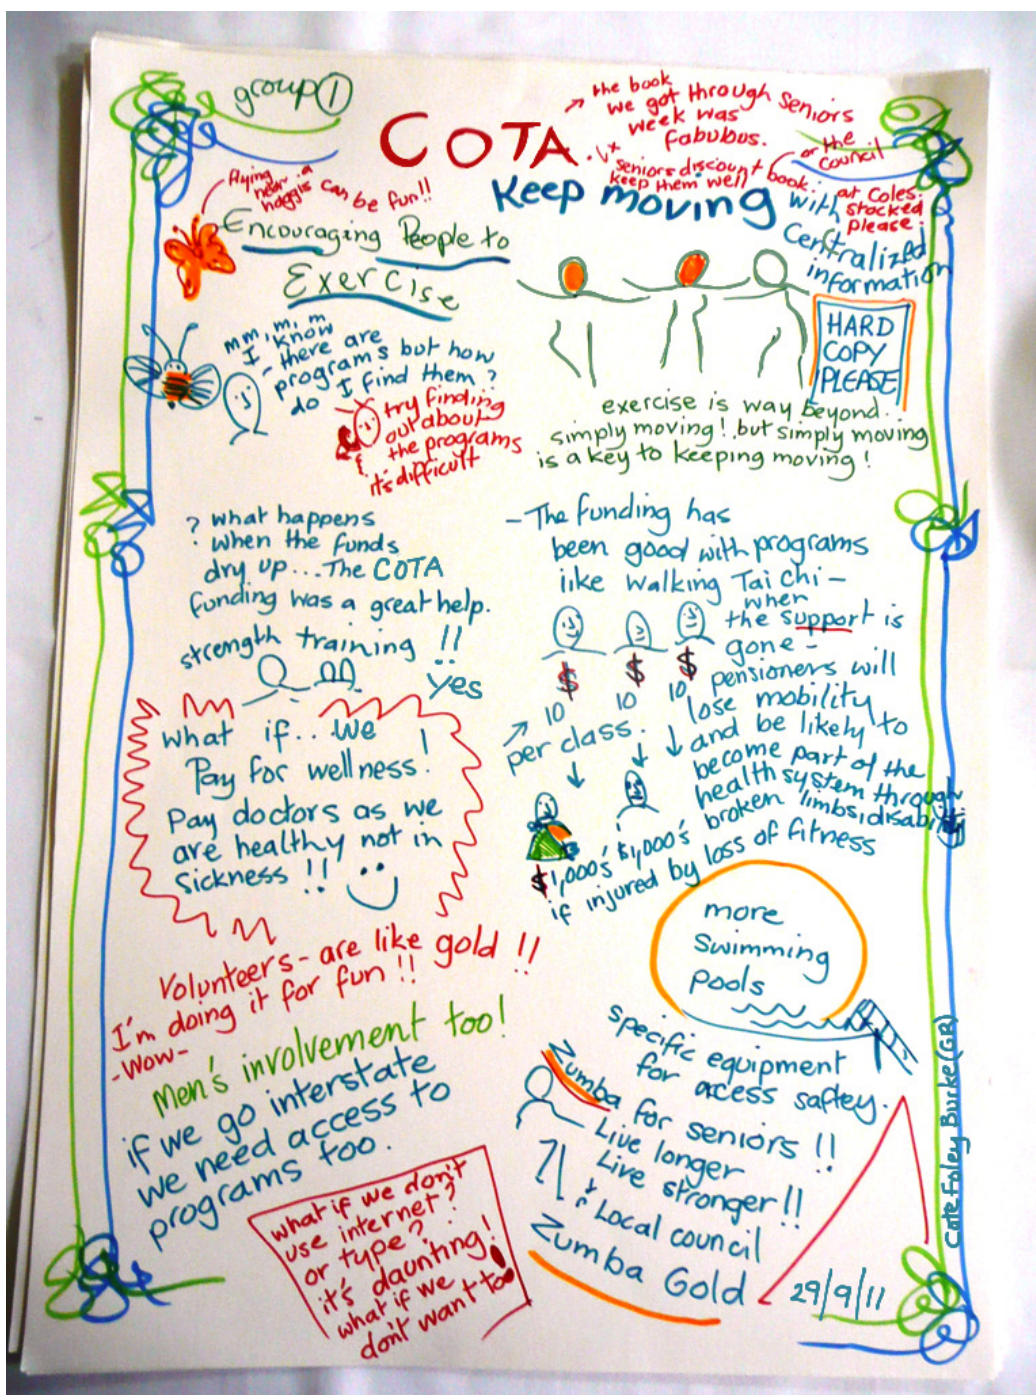 group 1
COTA
the book
we got through seniors
week was
fabulous.
or the
council
seniors discount book.
keep them well
at Coles.
stocked
please!
Keep moving with
centralized
information
flying
near a
haggis can be fun!!
Encouraging People to
Exercise
HARD
COPY
PLEASE
mm, m, m
I know
there are
programs but how
do I find them?
try finding
out about
the programs
it's difficult
exercise is way beyond..
simply moving! but simply moving
is a key to keeping moving!
? what happens
? when the funds
dry up... The COTA
funding was a great help.
strength training !!
yes
- The funding has
been good with programs
like walking Tai chi -
when
the support is
gone -
pensioners will
lose mobility
and be likely to
become part of the
health system through
broken limbs, disability
$ $ $
10 10 10
per class.
$1,000's $1,000's
if injured by loss of fitness
what if... we
Pay for wellness!
Pay doctors as we
are healthy not in
sickness !!
more
swimming
pools
specific equipment
for access saftey.
Volunteers - are like gold !!
I'm doing it for fun !!
-Wow-
Men's involvement too!
if we go interstate
we need access to
programs too.
what if we don't
use internet?
or type?
it's daunting!
what if we
don't want to!
Zumba for seniors !!
Live longer
Live stronger!!
Local council
Zumba Gold
29/9/11
Cate Foley Burke (GR)